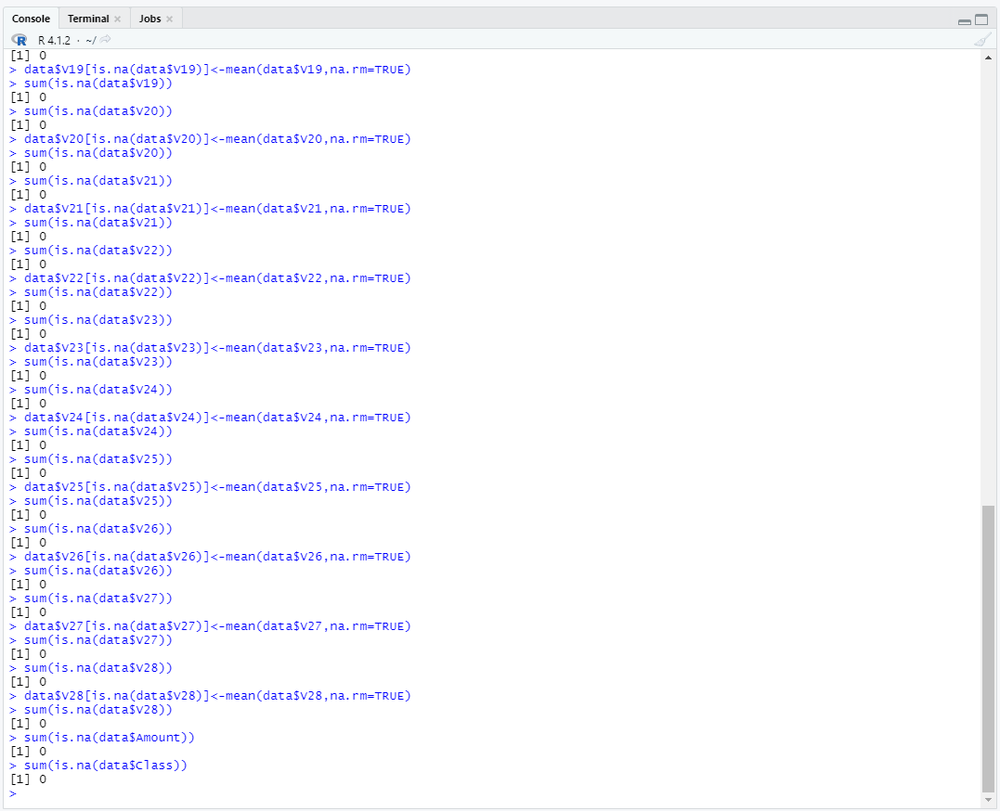 Console Terminal Jobs
R 4.1.2 · ~/
[1] 0
> data$V19[is.na(data$V19)]<-mean(data$V19,na.rm=TRUE)
> sum(is.na(data$V19))
[1] 0
> sum(is.na(data$V20))
[1] 0
> data$V20[is.na(data$V20)]<-mean(data$V20,na.rm=TRUE)
> sum(is.na(data$V20))
[1] 0
> sum(is.na(data$V21))
[1] 0
> data$V21[is.na(data$V21)]<-mean(data$V21,na.rm=TRUE)
> sum(is.na(data$V21))
[1] 0
> sum(is.na(data$V22))
[1] 0
> data$V22[is.na(data$V22)]<-mean(data$V22,na.rm=TRUE)
> sum(is.na(data$V22))
[1] 0
> sum(is.na(data$V23))
[1] 0
> data$V23[is.na(data$V23)]<-mean(data$V23,na.rm=TRUE)
> sum(is.na(data$V23))
[1] 0
> sum(is.na(data$V24))
[1] 0
> data$V24[is.na(data$V24)]<-mean(data$V24,na.rm=TRUE)
> sum(is.na(data$V24))
[1] 0
> sum(is.na(data$V25))
[1] 0
> data$V25[is.na(data$V25)]<-mean(data$V25,na.rm=TRUE)
> sum(is.na(data$V25))
[1] 0
> sum(is.na(data$V26))
[1] 0
> data$V26[is.na(data$V26)]<-mean(data$V26,na.rm=TRUE)
> sum(is.na(data$V26))
[1] 0
> sum(is.na(data$V27))
[1] 0
> data$V27[is.na(data$V27)]<-mean(data$V27,na.rm=TRUE)
> sum(is.na(data$V27))
[1] 0
> sum(is.na(data$V28))
[1] 0
> data$V28[is.na(data$V28)]<-mean(data$V28,na.rm=TRUE)
> sum(is.na(data$V28))
[1] 0
> sum(is.na(data$Amount))
[1] 0
> sum(is.na(data$Class))
[1] 0
>